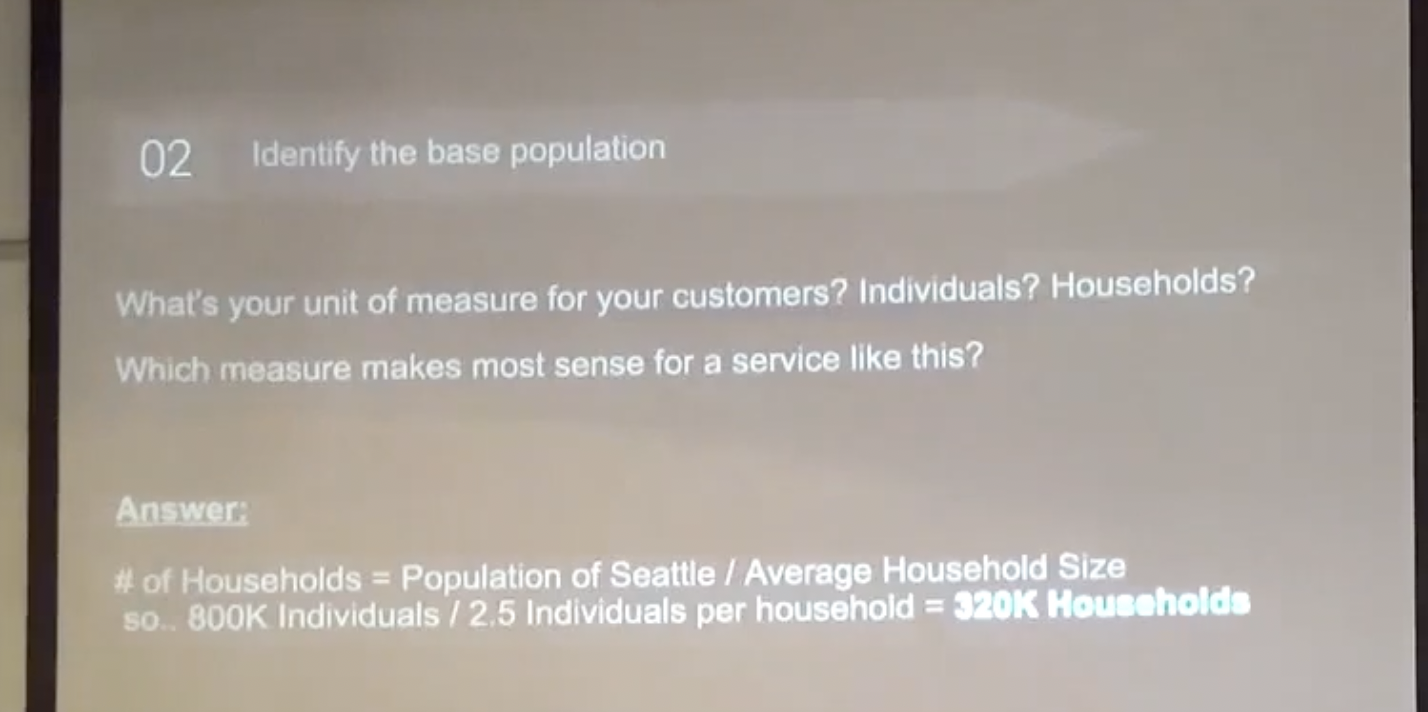 02 Identify the base population
What's your unit of measure for your customers? Individuals? Households?
Which measure makes most sense for a service like this?
Answer:
# of Households = Population of Seattle / Average Household Size
so.. 800K Individuals / 2.5 Individuals per household = 320K Households